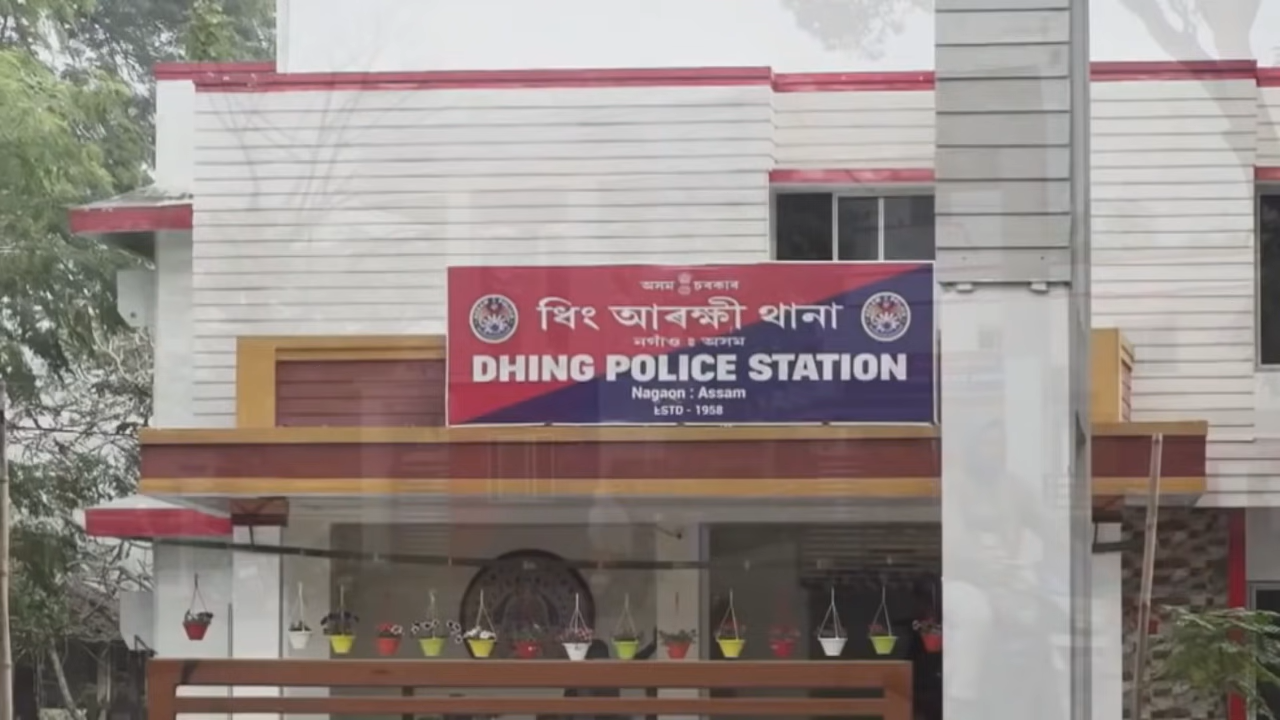 অসম চৰকাৰ
ধিং আৰক্ষী থানা
নগাঁও : অসম
DHING POLICE STATION
Nagaon : Assam
ESTD - 1958